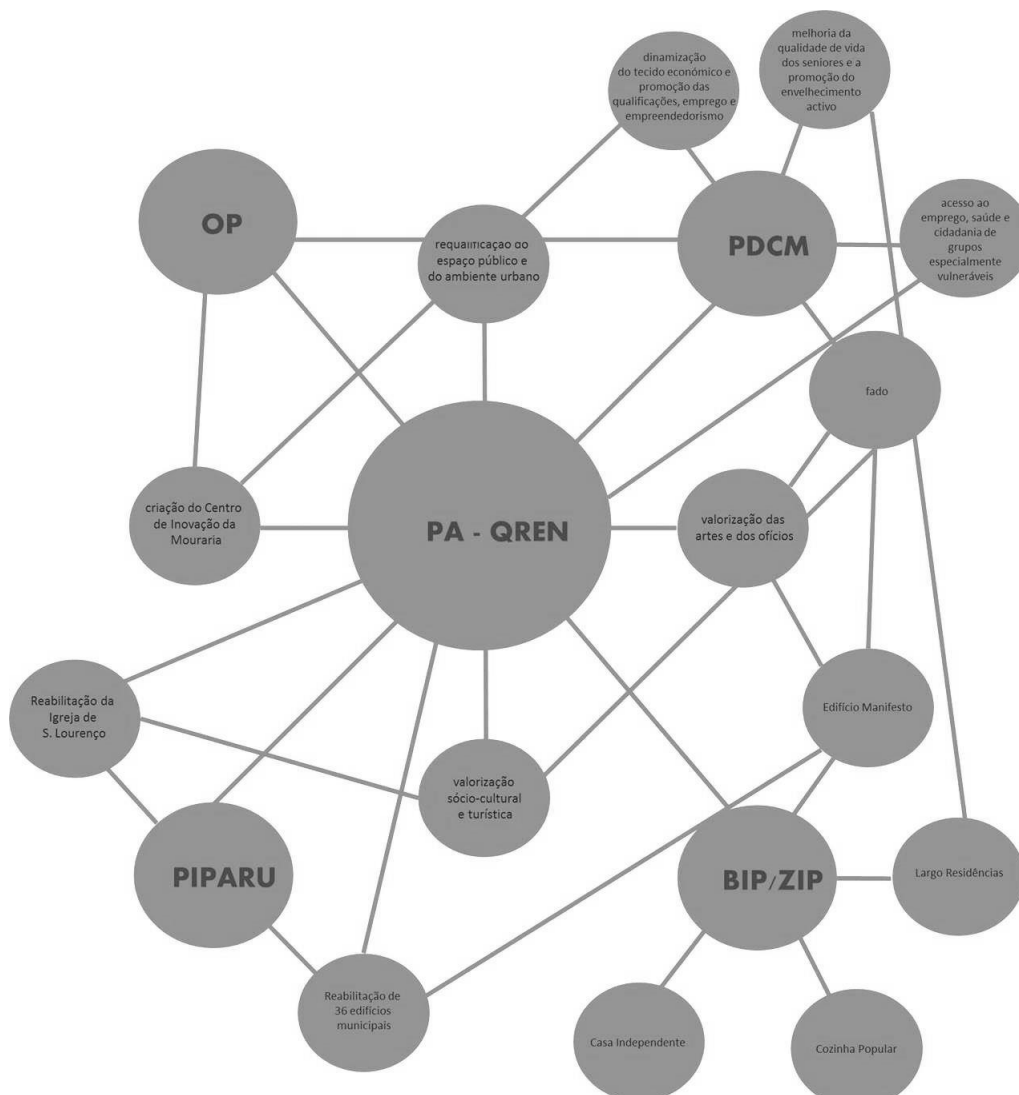 dinamização
do tecido económico e
promoção das
qualificações, emprego e
empreendedorismo
melhoria da
qualidade de vida
dos seniores e a
promoção do
envelhecimento
activo
OP
requalificação do
espaço público e
do ambiente urbano
PDCM
acesso ao
emprego, saúde e
cidadania de
grupos
especialmente
vulneráveis
fado
criação do Centro
de Inovação da
Mouraria
PA - QREN
valorização das
artes e dos ofícios
Reabilitação da
Igreja de
S. Lourenço
Edifício Manifesto
valorização
sócio-cultural
e turística
PIPARU
BIP/ZIP
Largo Residências
Reabilitação de
36 edifícios
municipais
Casa Independente
Cozinha Popular